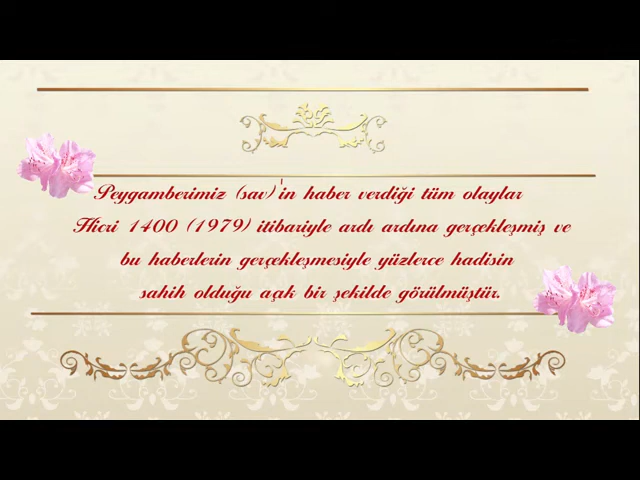 Peygamberimiz (sav)'in haber verdiği tüm olaylar
Hicri 1400 (1979) itibariyle ardı ardına gerçekleşmiş ve
bu haberlerin gerçekleşmesiyle yüzlerce hadisin
sahih olduğu açık bir şekilde görülmüştür.